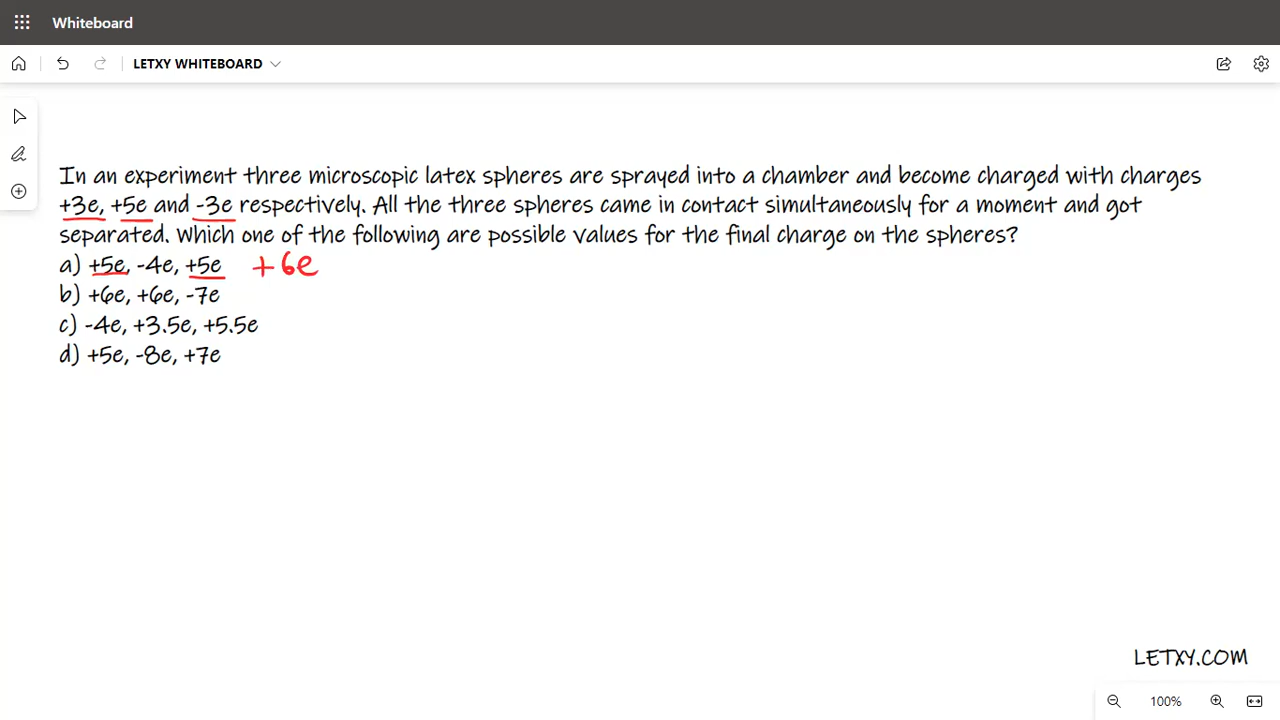 Whiteboard
LETXY WHITEBOARD
In an experiment three microscopic latex spheres are sprayed into a chamber and become charged with charges
+3e, +5e and -3e respectively. All the three spheres came in contact simultaneously for a moment and got
separated. Which one of the following are possible values for the final charge on the spheres?
a) +5e, -4e, +5e +6e
b) +6e, +6e, -7e
c) -4e, +3.5e, +5.5e
d) +5e, -8e, +7e
LETXY.COM
100%